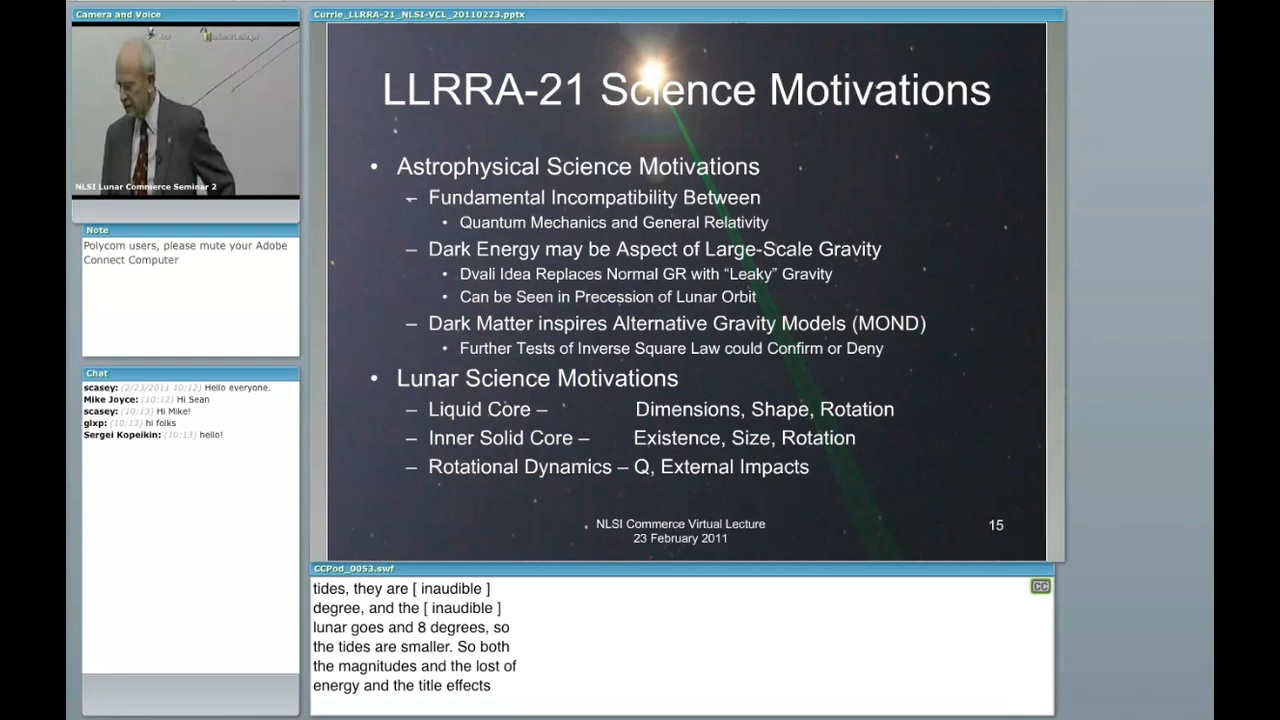 Camera and Voice
NLSI Lunar Commerce Seminar 2
Note
Polycom users, please mute your Adobe
Connect Computer
Chat
scasey: (2/23/2011 10:12) Hello everyone.
Mike Joyce: (10:12) Hi Sean
scasey: (10:13) Hi Mike!
glxp: (10:13) hi folks
Sergei Kopeikin: (10:13) hello!
Currie_LLRRA-21_NLSI-VCL_20110223.pptx
LLRRA-21 Science Motivations
• Astrophysical Science Motivations
– Fundamental Incompatibility Between
• Quantum Mechanics and General Relativity
– Dark Energy may be Aspect of Large-Scale Gravity
• Dvali Idea Replaces Normal GR with “Leaky” Gravity
• Can be Seen in Precession of Lunar Orbit
– Dark Matter inspires Alternative Gravity Models (MOND)
• Further Tests of Inverse Square Law could Confirm or Deny
• Lunar Science Motivations
– Liquid Core – Dimensions, Shape, Rotation
– Inner Solid Core – Existence, Size, Rotation
– Rotational Dynamics – Q, External Impacts
NLSI Commerce Virtual Lecture
23 February 2011
15
CCPod_0053.swf
CC
tides, they are [ inaudible ]
degree, and the [ inaudible ]
lunar goes and 8 degrees, so
the tides are smaller. So both
the magnitudes and the lost of
energy and the title effects